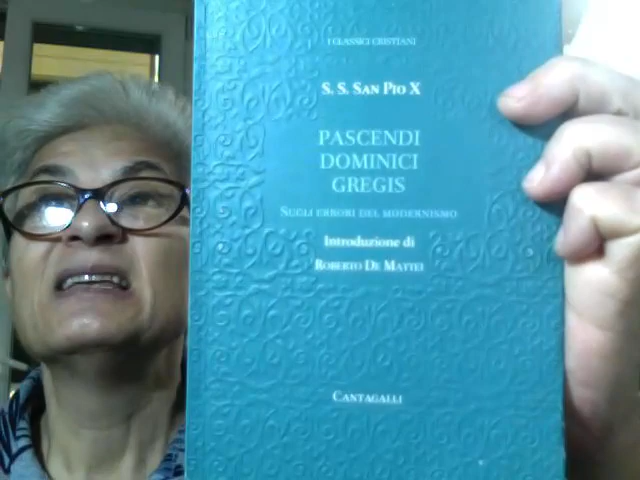 I CLASSICI CRISTIANI
S. S. SAN PIO X
PASCENDI
DOMINICI
GREGIS
SUGLI ERRORI DEL MODERNISMO
Introduzione di
ROBERTO DE MATTEI
CANTAGALLI